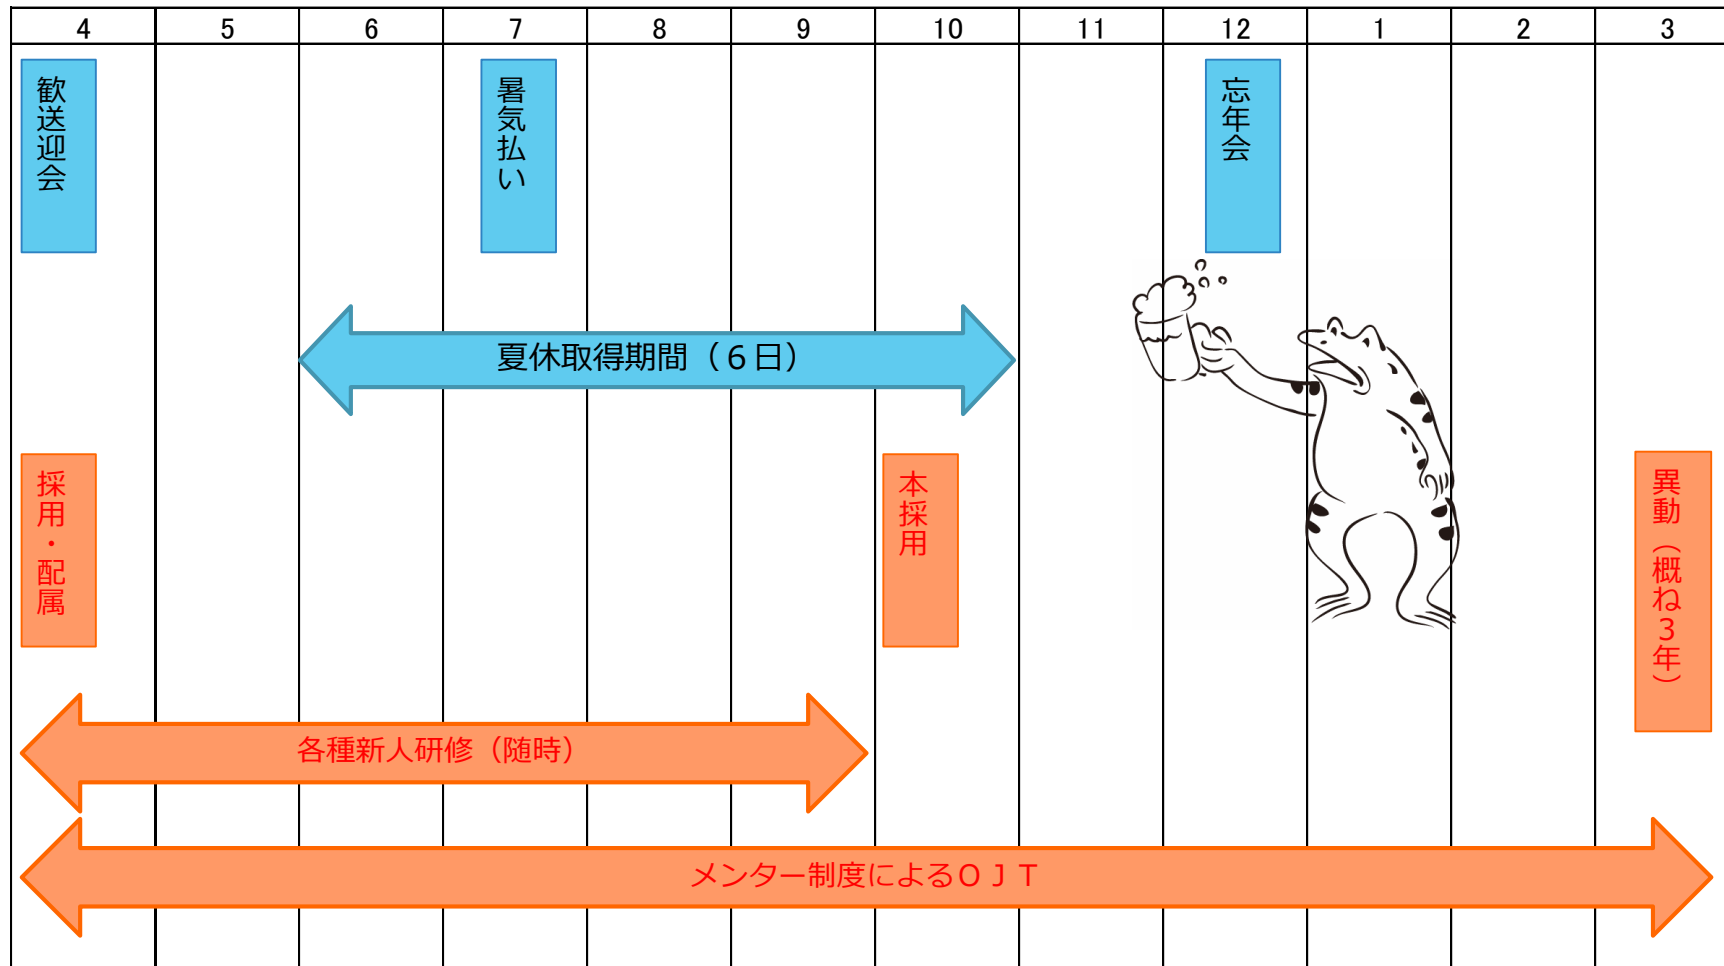 4 5 6 7 8 9 10 11 12 1 2 3
歓送迎会
暑気払い
忘年会
夏休取得期間（６日）
採用・配属
本採用
異動（概ね３年）
各種新人研修（随時）
メンター制度によるＯＪＴ